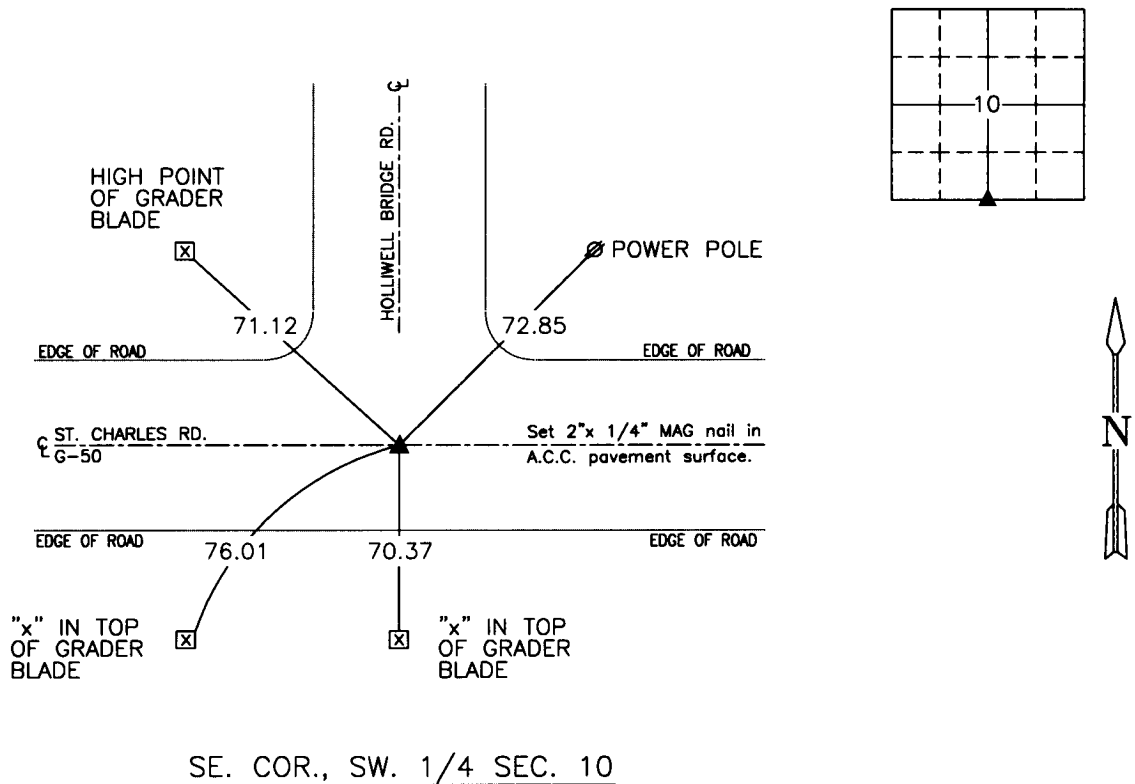 10
℄
HOLLIWELL BRIDGE RD.
HIGH POINT
OF GRADER
BLADE
X
POWER POLE
71.12
72.85
EDGE OF ROAD
EDGE OF ROAD
℄ ST. CHARLES RD.
G-50
Set 2"x 1/4" MAG nail in
A.C.C. pavement surface.
N
EDGE OF ROAD
EDGE OF ROAD
76.01
70.37
"x" IN TOP
OF GRADER
BLADE
X
X
"x" IN TOP
OF GRADER
BLADE
SE. COR., SW. 1/4 SEC. 10